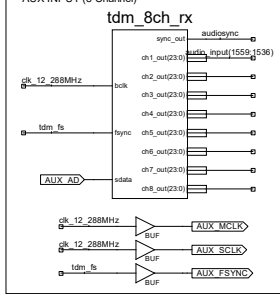 AUX INPUT (8 Channel)
tdm_8ch_rx
sync_out audiosync
ch1_out(23:0) audio_input(1559:1536)
ch2_out(23:0)
clk_12_288MHz bclk
ch3_out(23:0)
ch4_out(23:0)
tdm_fs fsync ch5_out(23:0)
ch6_out(23:0)
ch7_out(23:0)
AUX_AD sdata
ch8_out(23:0)
clk_12_288MHz AUX_MCLK
BUF
clk_12_288MHz AUX_SCLK
BUF
tdm_fs AUX_FSYNC
BUF